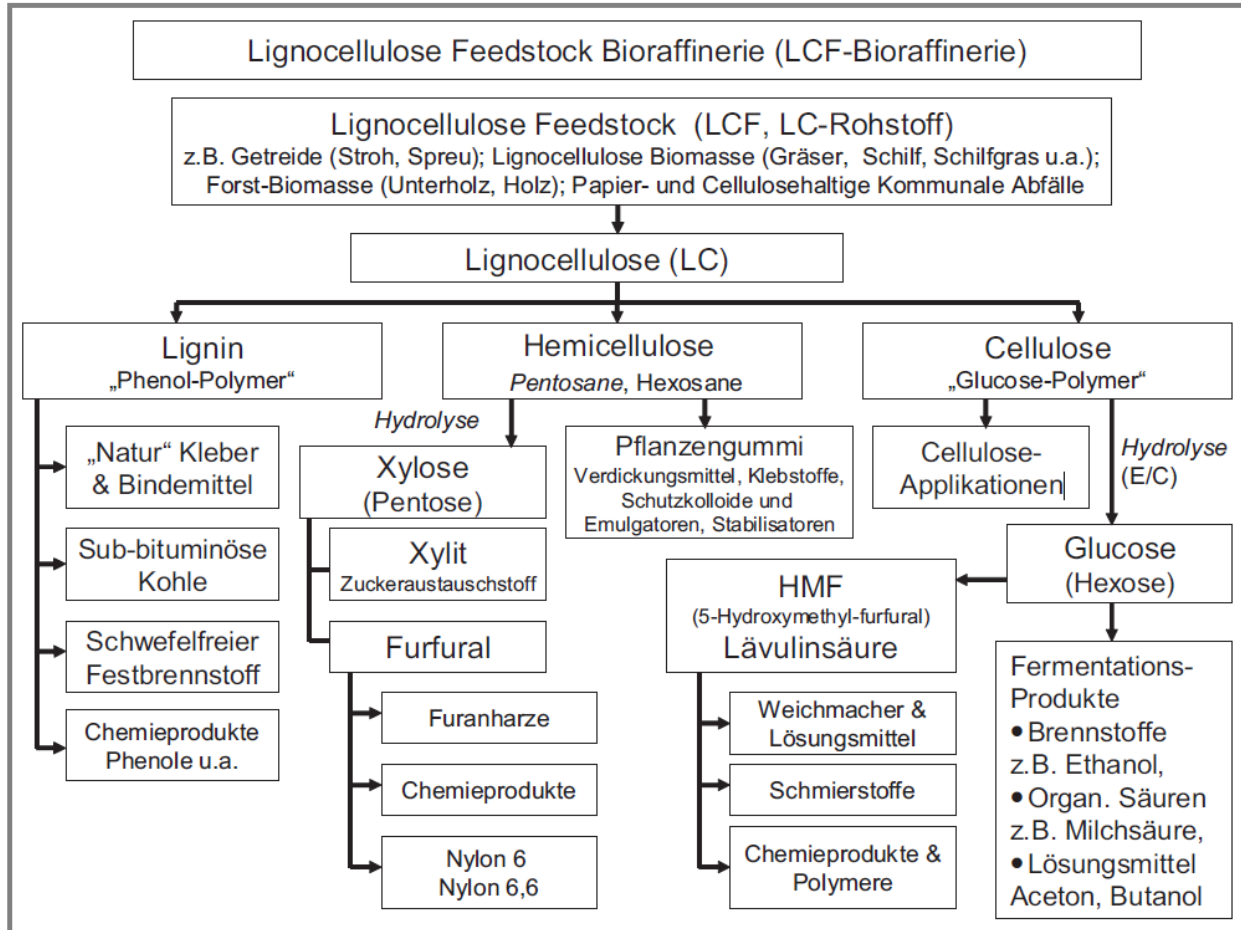 Lignocellulose Feedstock Bioraffinerie (LCF-Bioraffinerie)
Lignocellulose Feedstock (LCF, LC-Rohstoff)
z.B. Getreide (Stroh, Spreu); Lignocellulose Biomasse (Gräser, Schilf, Schilfgras u.a.);
Forst-Biomasse (Unterholz, Holz); Papier- und Cellulosehaltige Kommunale Abfälle
Lignocellulose (LC)
Lignin
„Phenol-Polymer“
„Natur“ Kleber
& Bindemittel
Sub-bituminöse
Kohle
Schwefelfreier
Festbrennstoff
Chemieprodukte
Phenole u.a.
Hemicellulose
Pentosane, Hexosane
Hydrolyse
Xylose
(Pentose)
Xylit
Zuckeraustauschstoff
Furfural
Furanharze
Chemieprodukte
Nylon 6
Nylon 6,6
Pflanzengummi
Verdickungsmittel, Klebstoffe,
Schutzkolloide und
Emulgatoren, Stabilisatoren
Cellulose
„Glucose-Polymer“
Cellulose-
Applikationen
Hydrolyse
(E/C)
Glucose
(Hexose)
HMF
(5-Hydroxymethyl-furfural)
Lävulinsäure
Weichmacher &
Lösungsmittel
Schmierstoffe
Chemieprodukte &
Polymere
Fermentations-
Produkte
● Brennstoffe
z.B. Ethanol,
● Organ. Säuren
z.B. Milchsäure,
● Lösungsmittel
Aceton, Butanol